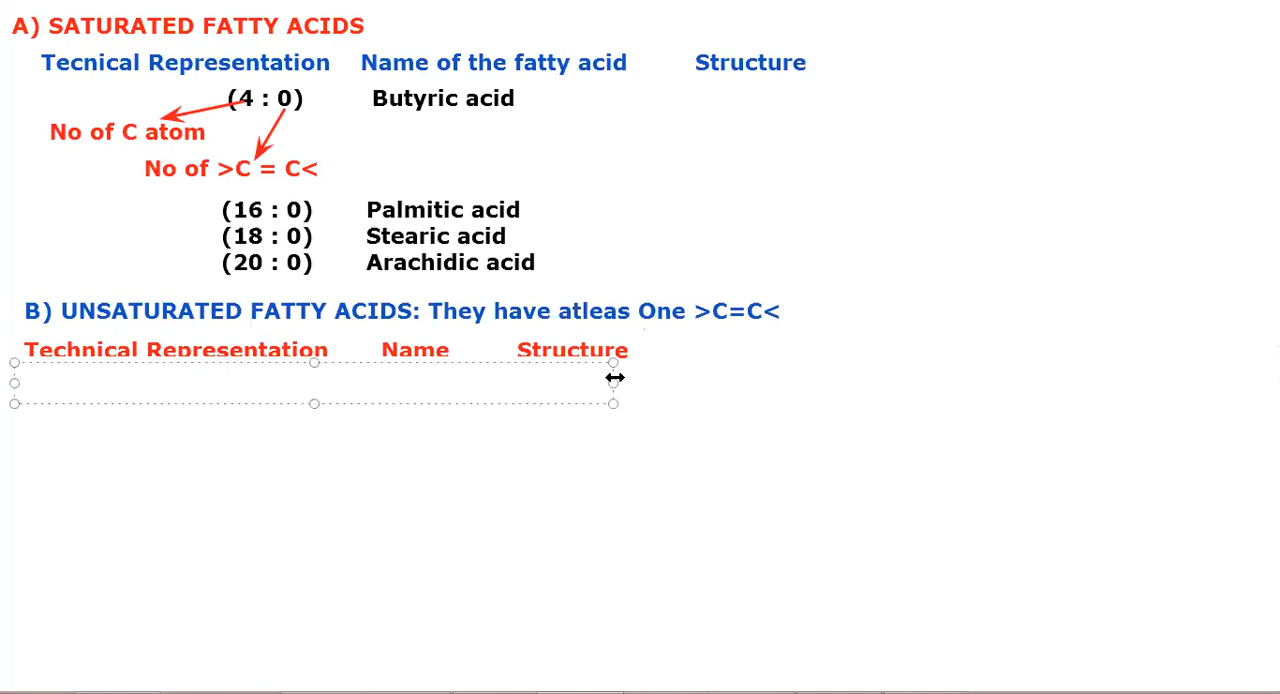 A) SATURATED FATTY ACIDS
Tecnical Representation Name of the fatty acid Structure
(4 : 0) Butyric acid
No of C atom
No of >C = C<
(16 : 0) Palmitic acid
(18 : 0) Stearic acid
(20 : 0) Arachidic acid
B) UNSATURATED FATTY ACIDS: They have atleas One >C=C<
Technical Representation Name Structure